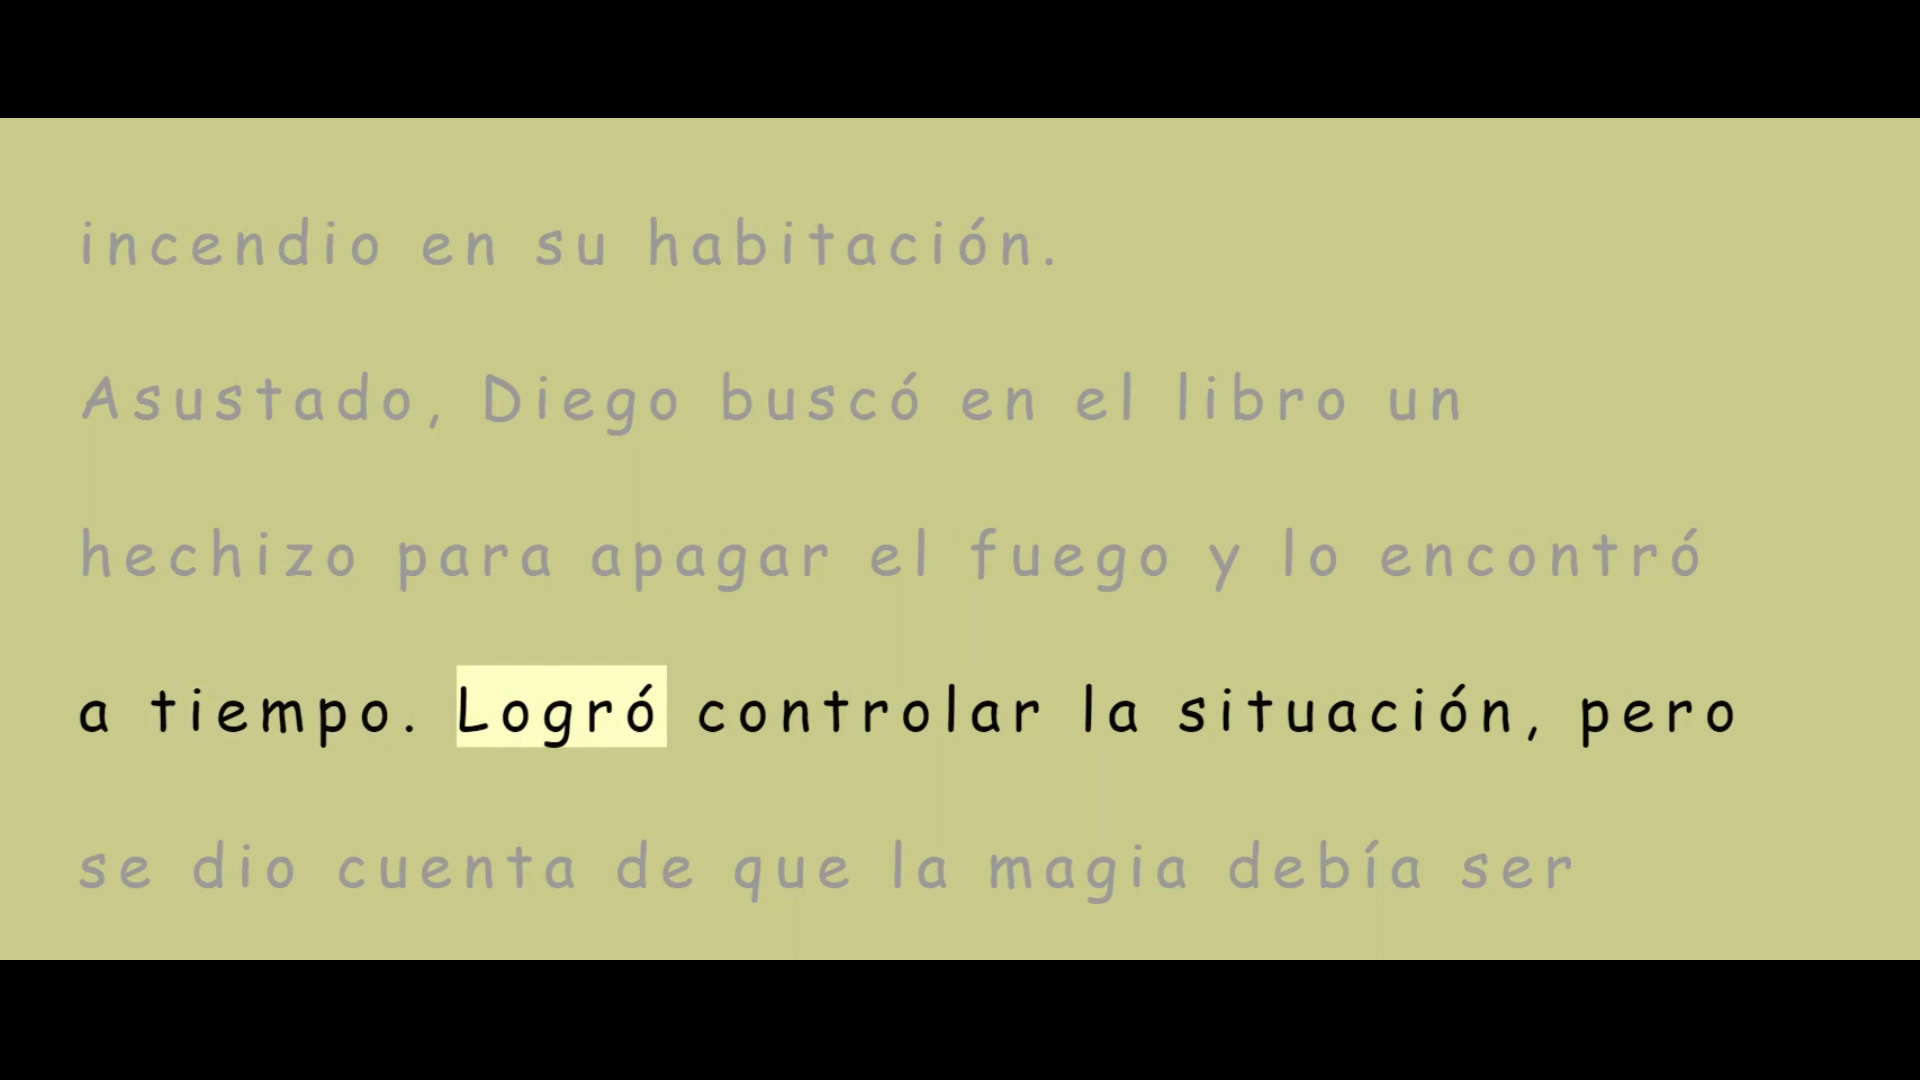 incendio en su habitación.
Asustado, Diego buscó en el libro un
hechizo para apagar el fuego y lo encontró
a tiempo. Logró controlar la situación, pero
se dio cuenta de que la magia debía ser